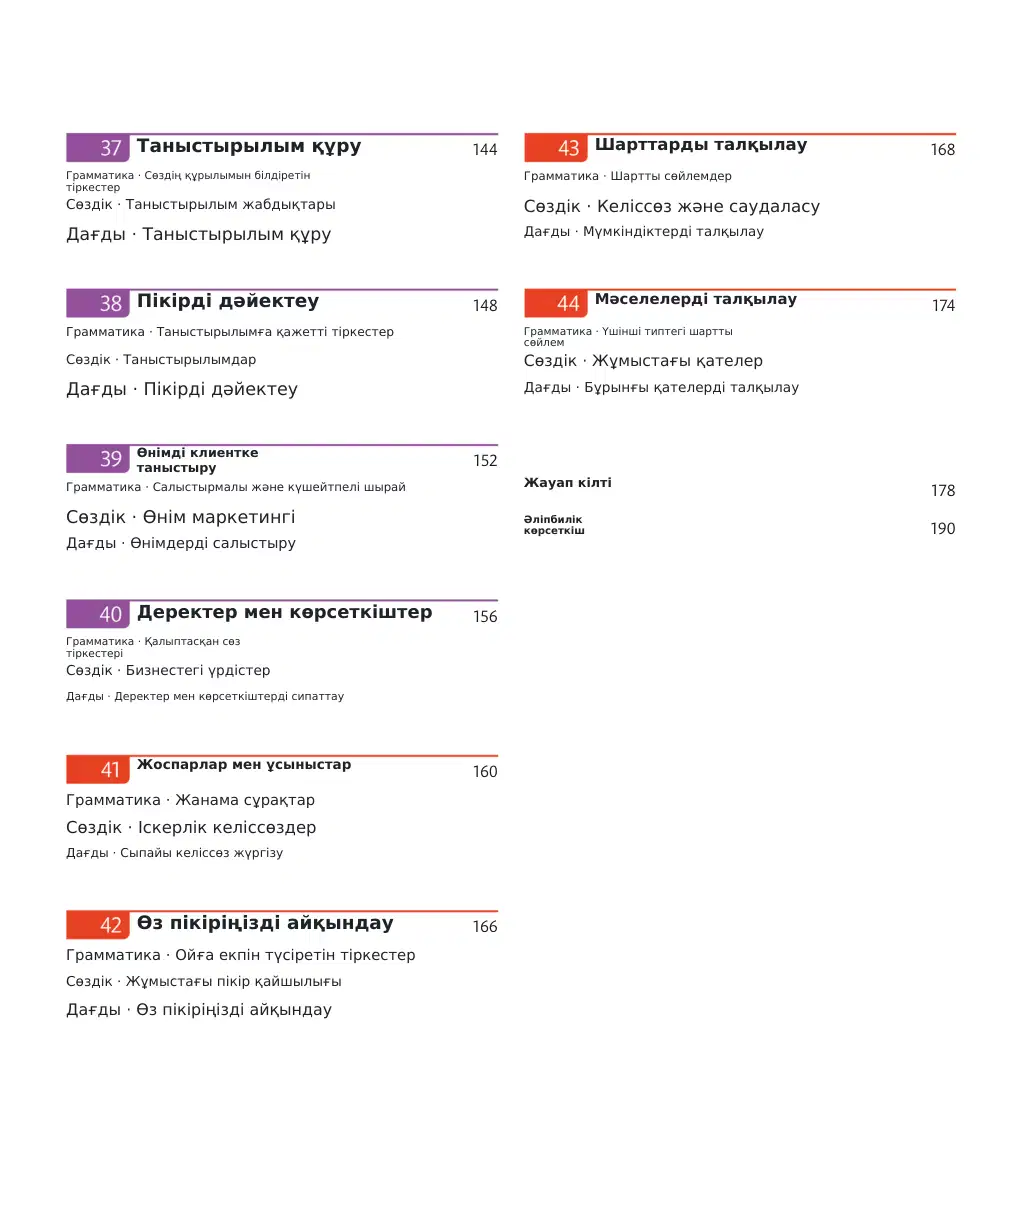 37 Таныстырылым құру 144
Грамматика · Сөздің құрылымын білдіретін
тіркестер
Сөздік · Таныстырылым жабдықтары
Дағды · Таныстырылым құру
38 Пікірді дәйектеу 148
Грамматика · Таныстырылымға қажетті тіркестер
Сөздік · Таныстырылымдар
Дағды · Пікірді дәйектеу
39 Өнімді клиентке
таныстыру 152
Грамматика · Салыстырмалы және күшейтпелі шырай
Сөздік · Өнім маркетингі
Дағды · Өнімдерді салыстыру
40 Деректер мен көрсеткіштер 156
Грамматика · Қалыптасқан сөз
тіркестері
Сөздік · Бизнестегі үрдістер
Дағды · Деректер мен көрсеткіштерді сипаттау
41 Жоспарлар мен ұсыныстар 160
Грамматика · Жанама сұрақтар
Сөздік · Іскерлік келіссөздер
Дағды · Сыпайы келіссөз жүргізу
42 Өз пікіріңізді айқындау 166
Грамматика · Ойға екпін түсіретін тіркестер
Сөздік · Жұмыстағы пікір қайшылығы
Дағды · Өз пікіріңізді айқындау
43 Шарттарды талқылау 168
Грамматика · Шартты сөйлемдер
Сөздік · Келіссөз және саудаласу
Дағды · Мүмкіндіктерді талқылау
44 Мәселелерді талқылау 174
Грамматика · Үшінші типтегі шартты
сөйлем
Сөздік · Жұмыстағы қателер
Дағды · Бұрынғы қателерді талқылау
Жауап кілті 178
Әліпбилік
көрсеткіш 190